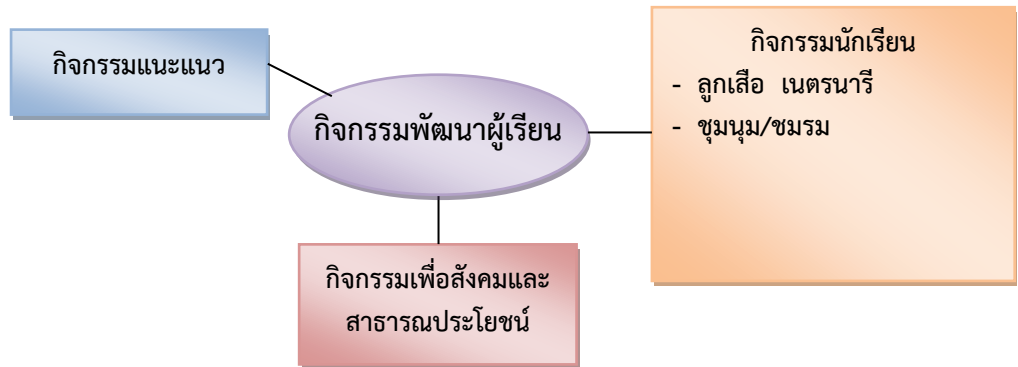 กิจกรรมแนะแนว
กิจกรรมพัฒนาผู้เรียน
กิจกรรมนักเรียน
- ลูกเสือ เนตรนารี
- ชุมนุม/ชมรม
กิจกรรมเพื่อสังคมและ
สาธารณประโยชน์